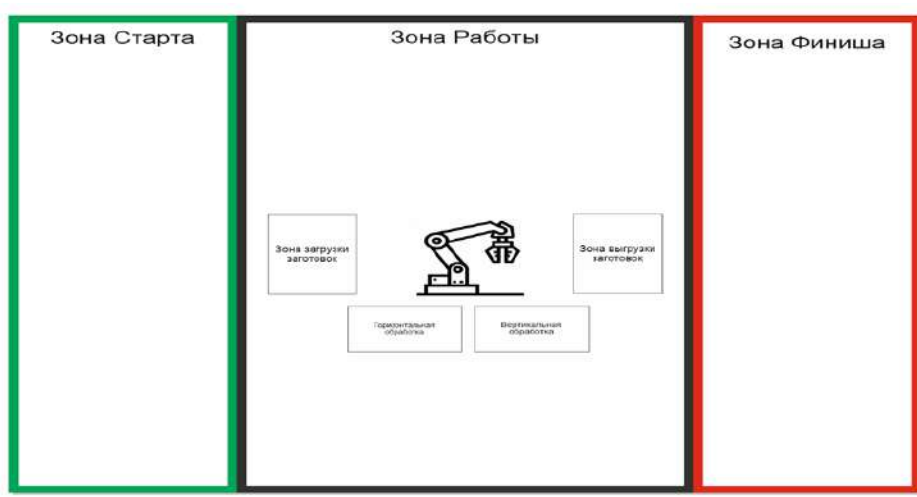 Зона Старта
Зона Работы
Зона Финиша
Зона загрузки
заготовок
Зона выгрузки
заготовок
Горизонтальная
обработка
Вертикальная
обработка